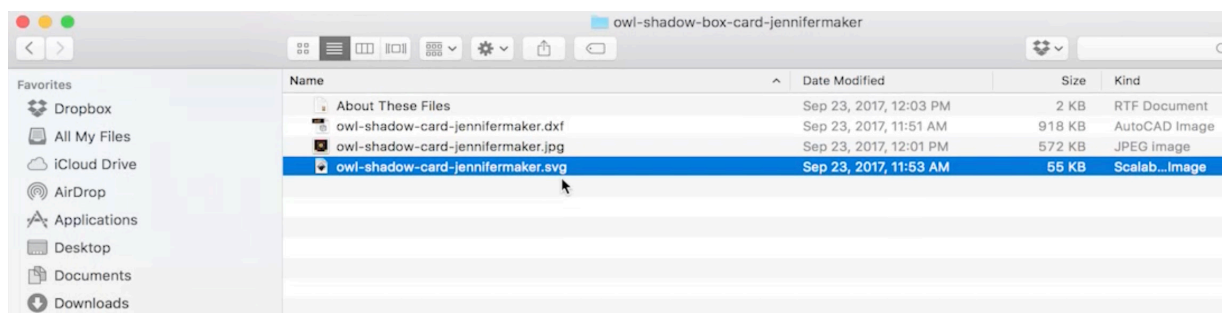 owl-shadow-box-card-jennifermaker
Favorites
Dropbox
All My Files
iCloud Drive
AirDrop
Applications
Desktop
Documents
Downloads
Name Date Modified Size Kind
About These Files Sep 23, 2017, 12:03 PM 2 KB RTF Document
owl-shadow-card-jennifermaker.dxf Sep 23, 2017, 11:51 AM 918 KB AutoCAD Image
owl-shadow-card-jennifermaker.jpg Sep 23, 2017, 12:01 PM 572 KB JPEG image
owl-shadow-card-jennifermaker.svg Sep 23, 2017, 11:53 AM 55 KB Scalab...Image